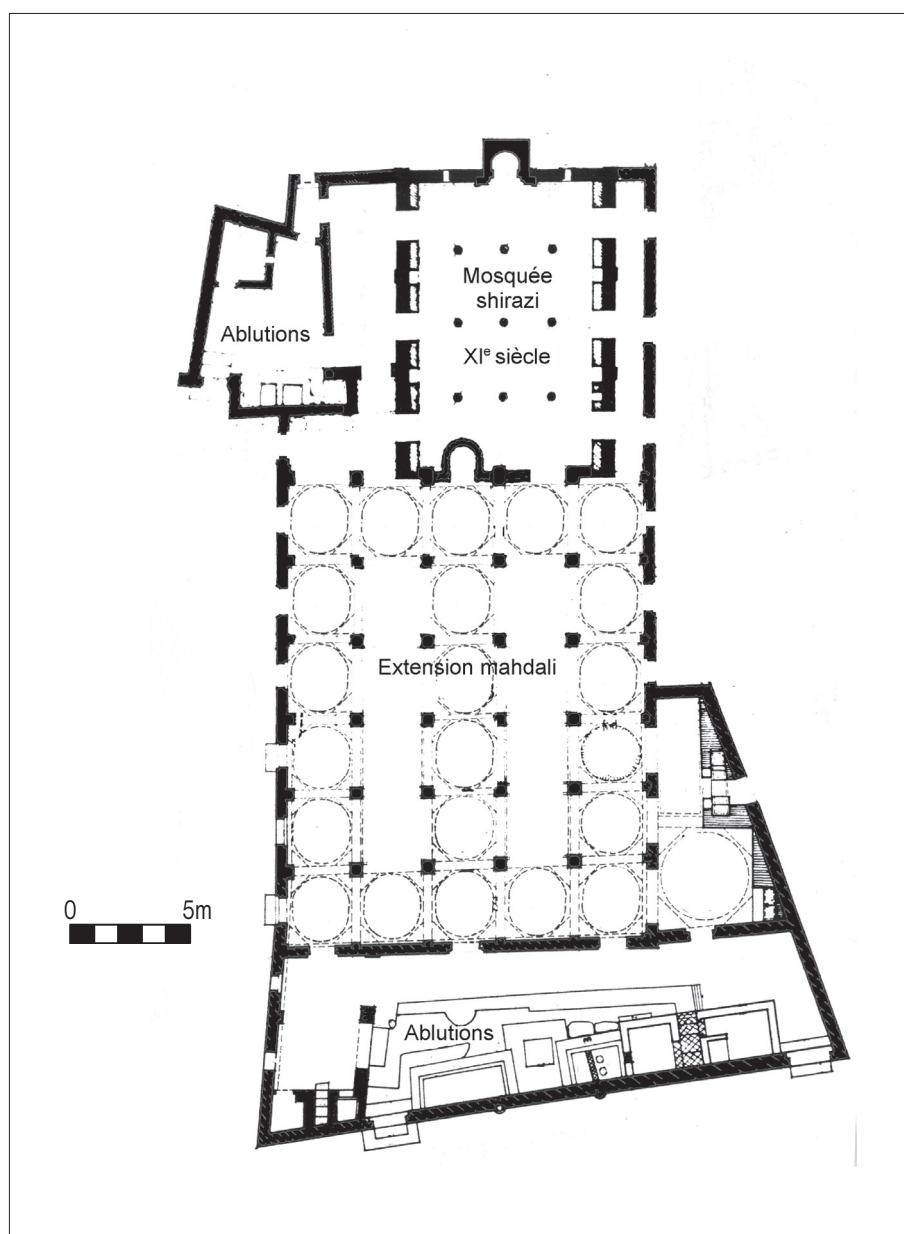 Mosquée
shirazi
XIe siècle
Ablutions
Extension mahdali
0 5m
Ablutions